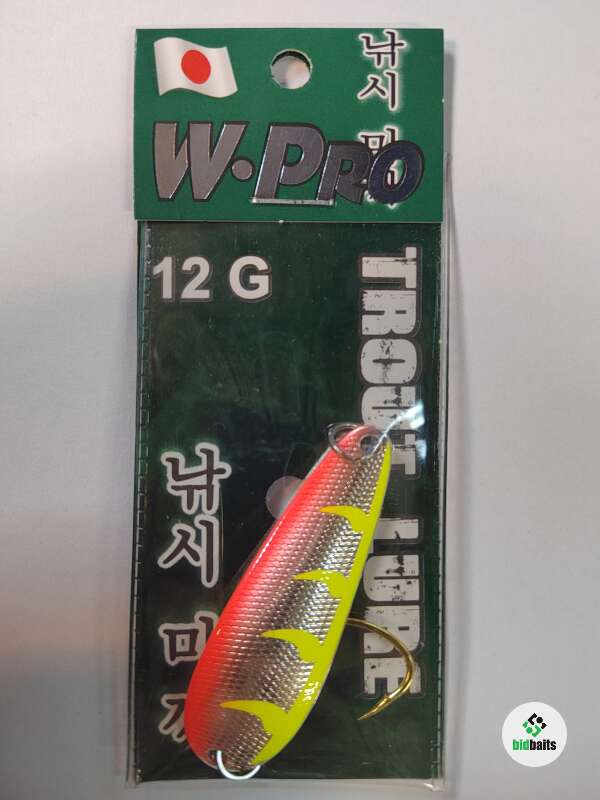 낚시
W·PRO
12 G
TROUT LURE
낚시 미
bidbaits